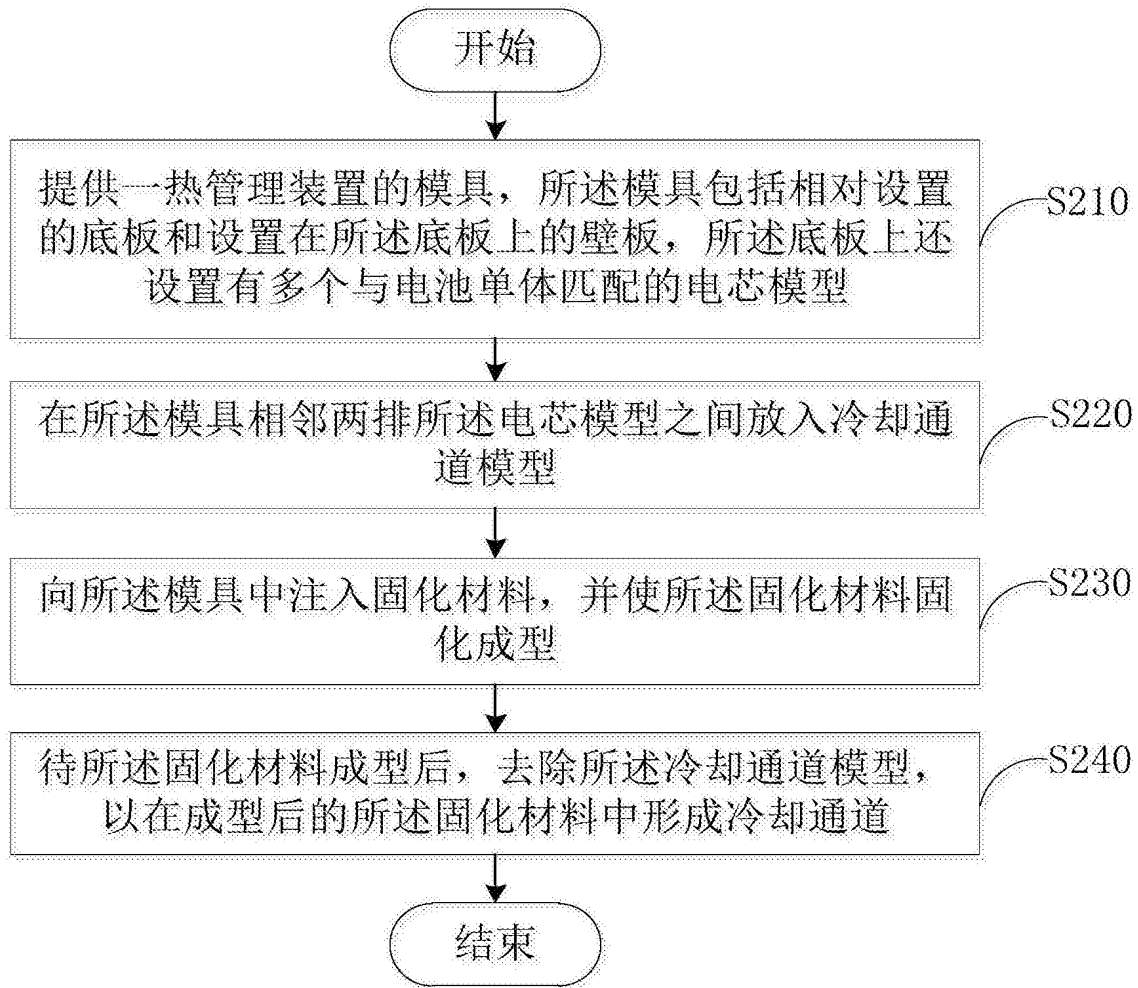 开始
提供一热管理装置的模具，所述模具包括相对设置
的底板和设置在所述底板上的壁板，所述底板上还
设置有多个与电池单体匹配的电芯模型
S210
在所述模具相邻两排所述电芯模型之间放入冷却通
道模型
S220
向所述模具中注入固化材料，并使所述固化材料固
化成型
S230
待所述固化材料成型后，去除所述冷却通道模型，
以在成型后的所述固化材料中形成冷却通道
S240
结束